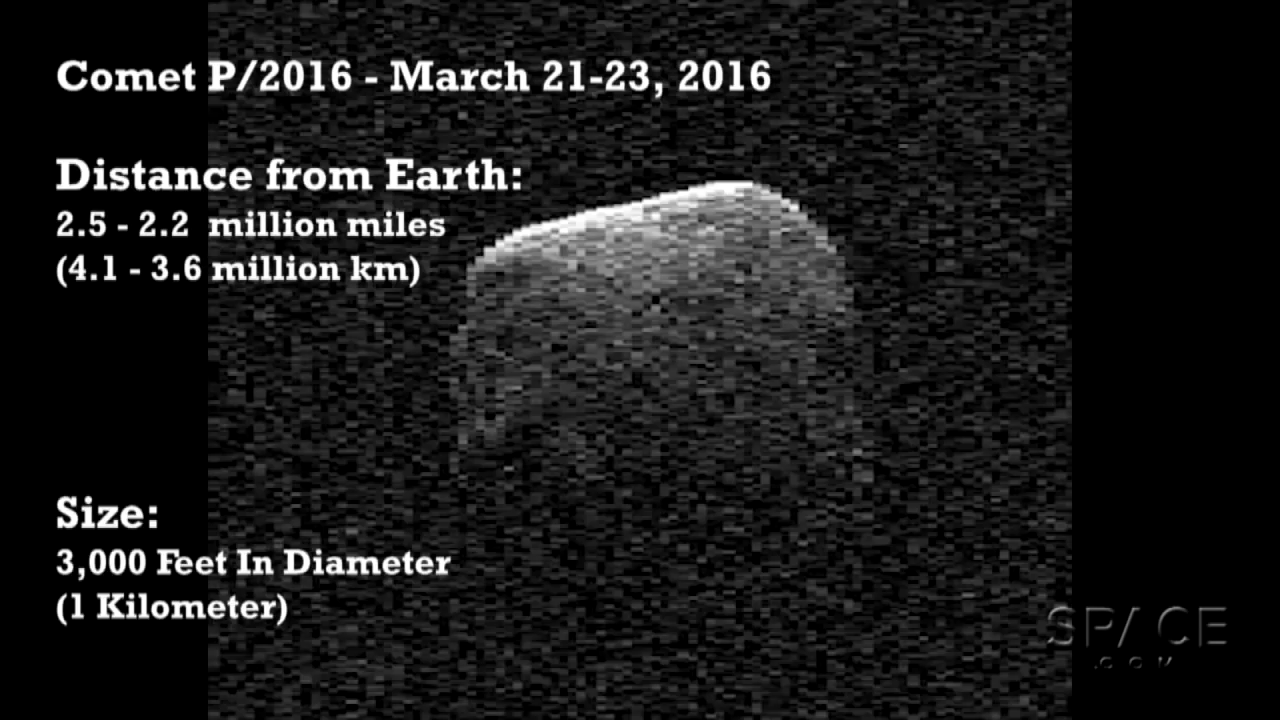 Comet P/2016 - March 21-23, 2016
Distance from Earth:
2.5 - 2.2 million miles
(4.1 - 3.6 million km)
Size:
3,000 Feet In Diameter
(1 Kilometer)
SPACE
.COM